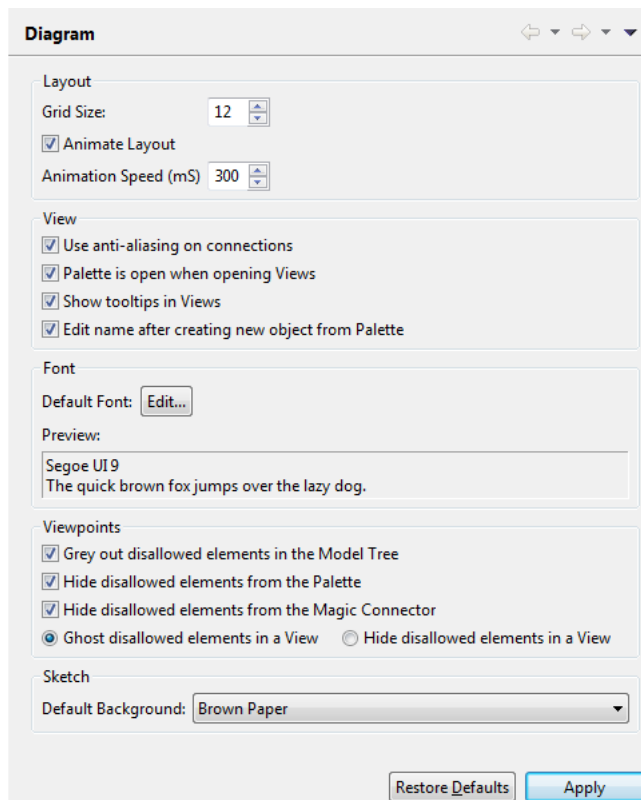 Diagram
Layout
Grid Size: 12
Animate Layout
Animation Speed (mS) 300
View
Use anti-aliasing on connections
Palette is open when opening Views
Show tooltips in Views
Edit name after creating new object from Palette
Font
Default Font: Edit...
Preview:
Segoe UI 9
The quick brown fox jumps over the lazy dog.
Viewpoints
Grey out disallowed elements in the Model Tree
Hide disallowed elements from the Palette
Hide disallowed elements from the Magic Connector
Ghost disallowed elements in a View Hide disallowed elements in a View
Sketch
Default Background: Brown Paper
Restore Defaults Apply